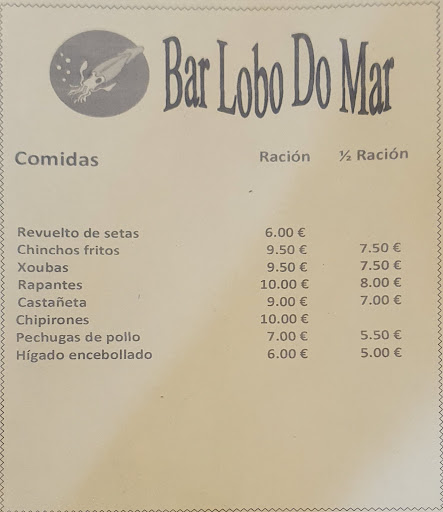 Bar Lobo Do Mar
Comidas Ración ½ Ración
Revuelto de setas 6.00 €
Chinchos fritos 9.50 € 7.50 €
Xoubas 9.50 € 7.50 €
Rapantes 10.00 € 8.00 €
Castañeta 9.00 € 7.00 €
Chipirones 10.00 €
Pechugas de pollo 7.00 € 5.50 €
Hígado encebollado 6.00 € 5.00 €